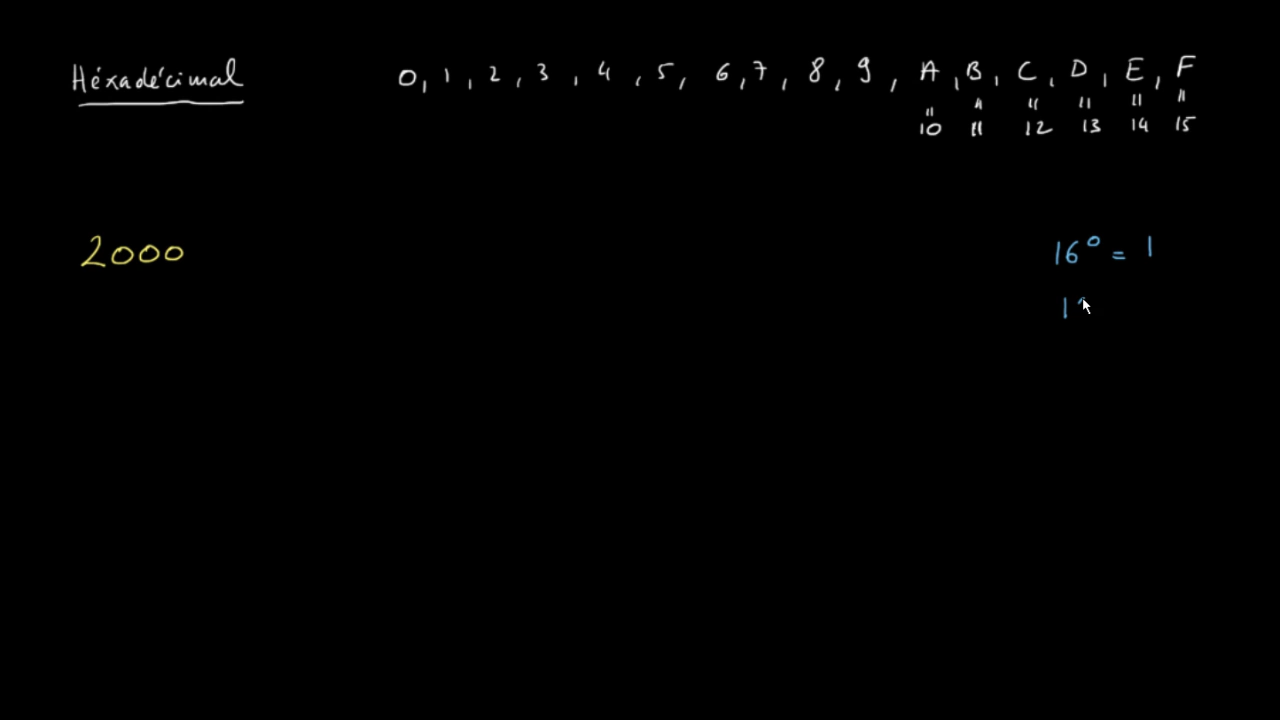 Héxadécimal 0, 1, 2, 3, 4, 5, 6, 7, 8, 9, A, B, C, D, E, F
" " " " " "
10 11 12 13 14 15
2000 16⁰ = 1
1